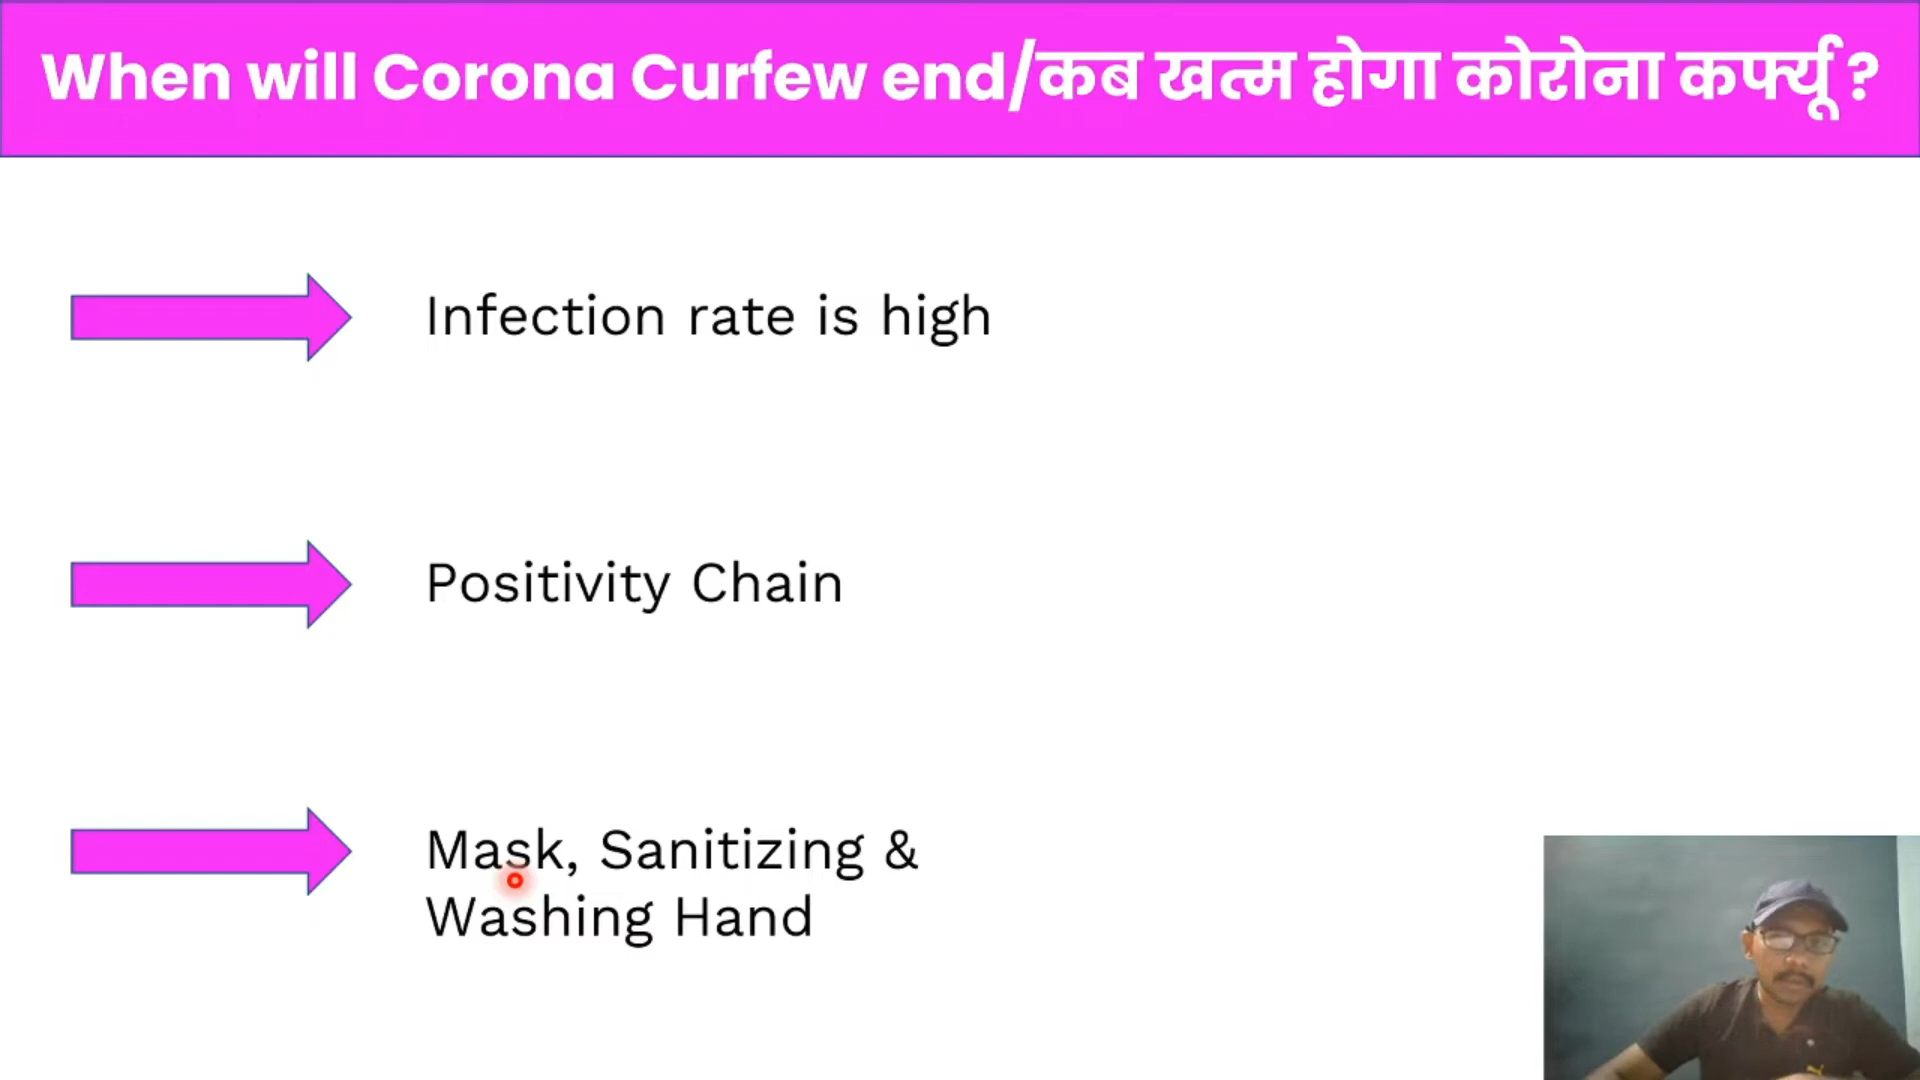 When will Corona Curfew end/कब खत्म होगा कोरोना कर्फ्यू ?
Infection rate is high
Positivity Chain
Mask, Sanitizing &
Washing Hand